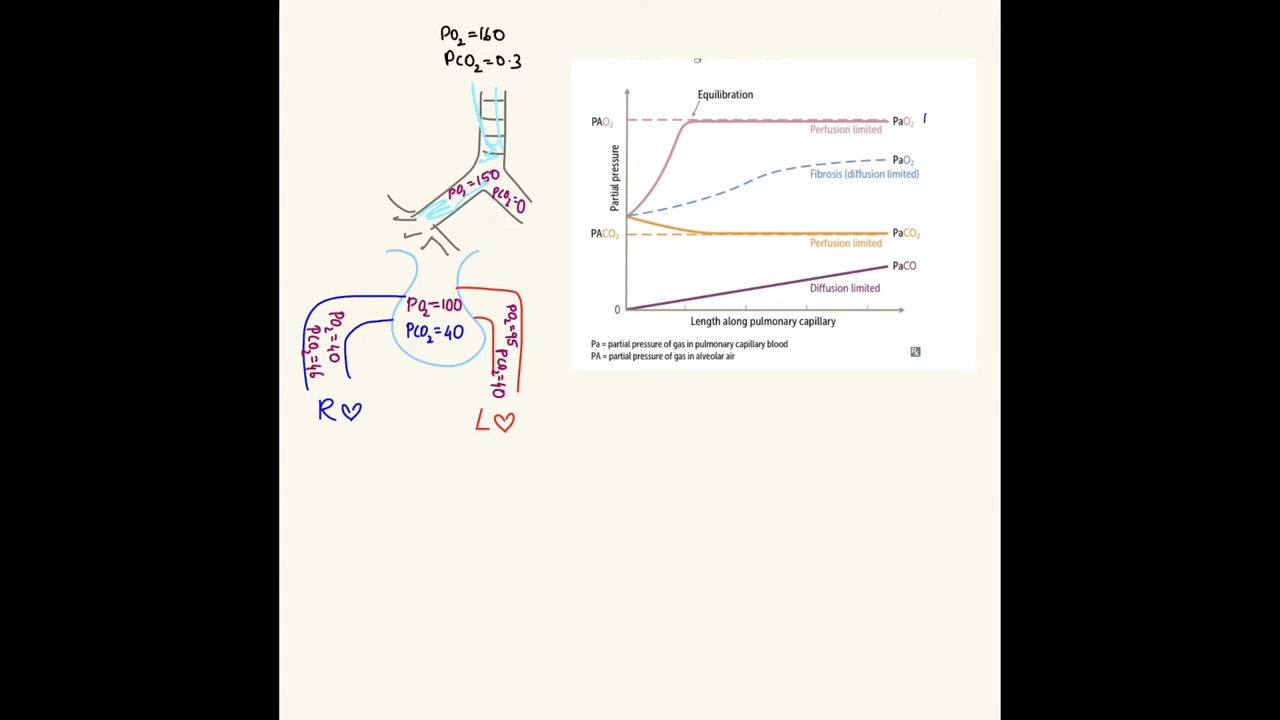 PO₂=160
PCO₂=0.3
PO₂=150
PCO₂=0
PO₂=100
PCO₂=40
PO₂=40
PCO₂=46
PO₂=95
PCO₂=40
R
L
Equilibration
PAO₂
PaO₂
Perfusion limited
PaO₂
Fibrosis (diffusion limited)
Partial pressure
PACO₂
PaCO₂
Perfusion limited
PaCO
Diffusion limited
0
Length along pulmonary capillary
Pa = partial pressure of gas in pulmonary capillary blood
PA = partial pressure of gas in alveolar air